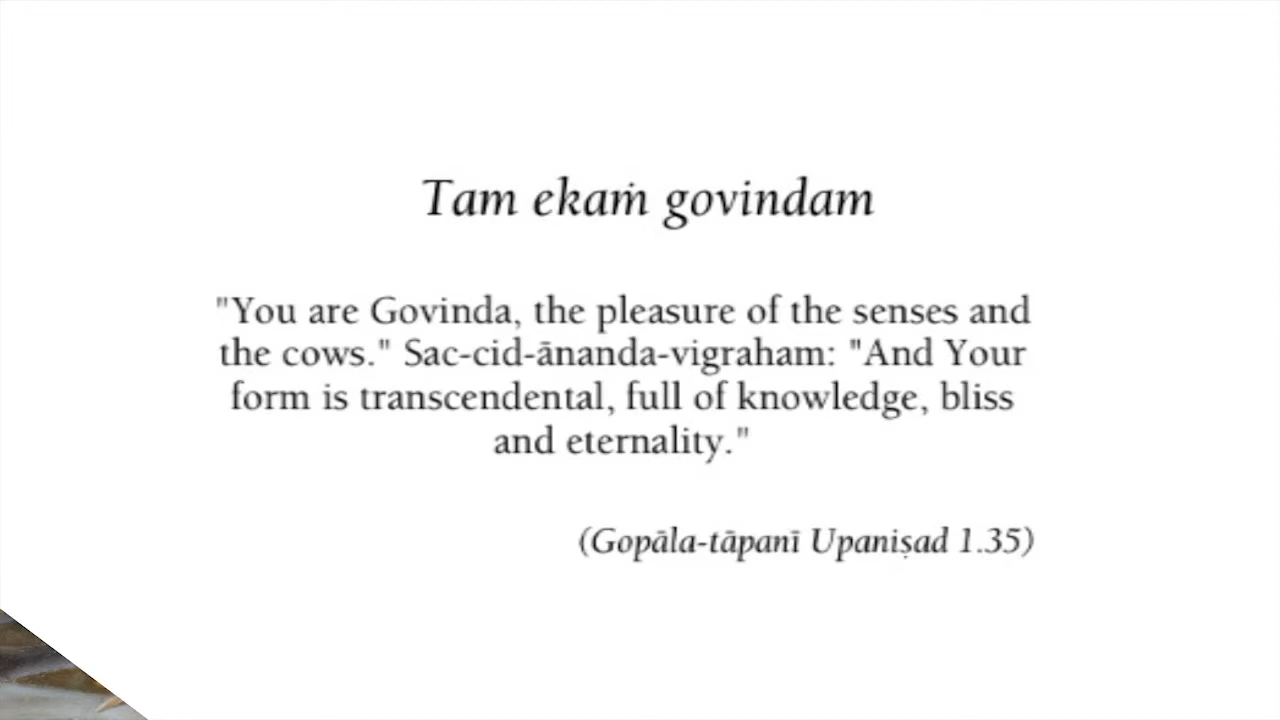 Tam ekaṁ govindam
"You are Govinda, the pleasure of the senses and
the cows." Sac-cid-ānanda-vigraham: "And Your
form is transcendental, full of knowledge, bliss
and eternality."
(Gopāla-tāpanī Upaniṣad 1.35)